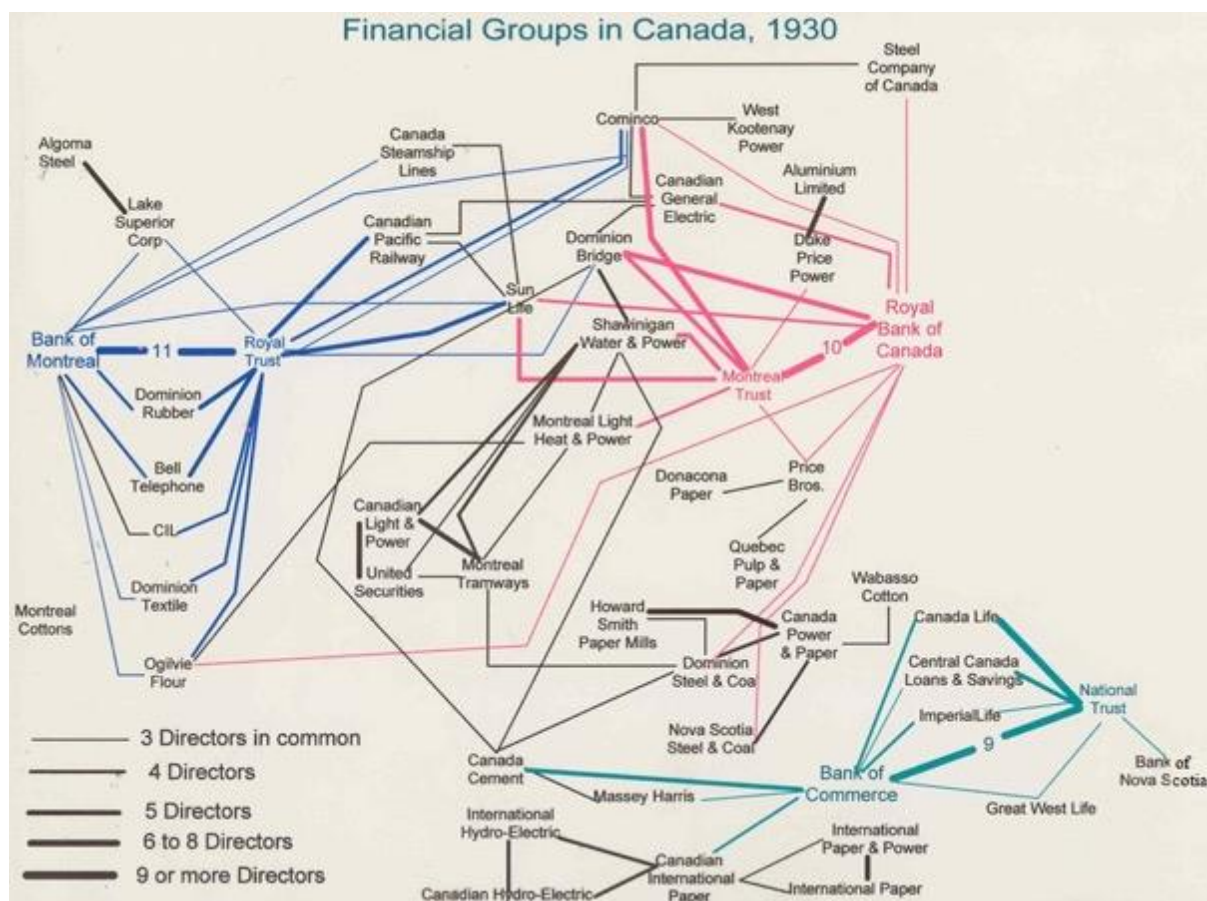 Financial Groups in Canada, 1930
Steel
Company
of Canada
Cominco
West
Kootenay
Power
Algoma
Steel
Canada
Steamship
Lines
Aluminium
Limited
Canadian
General
Electric
Lake
Superior
Corp
Canadian
Pacific
Railway
Dominion
Bridge
Duke
Price
Power
Sun
Life
Royal
Bank of
Canada
Shawinigan
Water & Power
Bank of
Montreal
11
Royal
Trust
10
Montreal
Trust
Dominion
Rubber
Montreal Light
Heat & Power
Bell
Telephone
Donacona
Paper
Price
Bros.
Canadian
Light &
Power
CIL
Quebec
Pulp &
Paper
Montreal
Tramways
United
Securities
Dominion
Textile
Montreal
Cottons
Wabasso
Cotton
Howard
Smith
Paper Mills
Canada
Power
& Paper
Canada Life
Ogilvie
Flour
Dominion
Steel & Coal
Central Canada
Loans & Savings
National
Trust
ImperialLife
Nova Scotia
Steel & Coal
9
3 Directors in common
4 Directors
5 Directors
6 to 8 Directors
9 or more Directors
Canada
Cement
Bank of
Commerce
Bank of
Nova Scotia
Massey Harris
Great West Life
International
Hydro-Electric
International
Paper & Power
Canadian
International
Paper
Canadian Hydro-Electric
International Paper